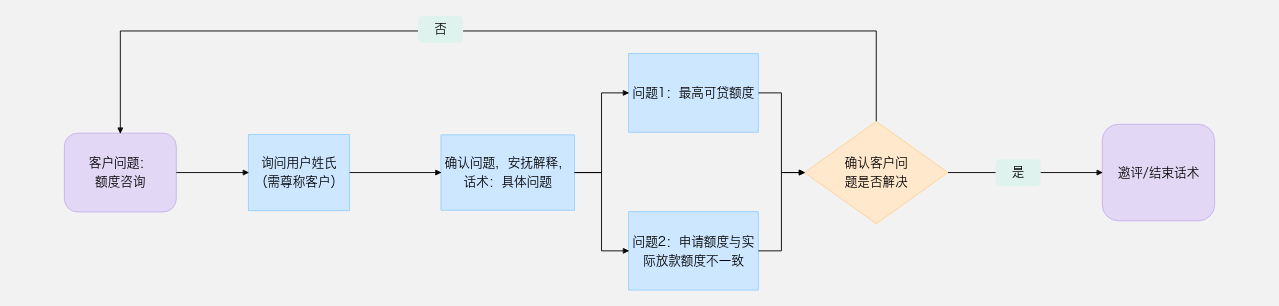 否
客户问题：
额度咨询
询问用户姓氏
(需尊称客户)
确认问题，安抚解释，
话术：具体问题
问题1：最高可贷额度
问题2：申请额度与实
际放款额度不一致
确认客户问
题是否解决
是
邀评/结束话术